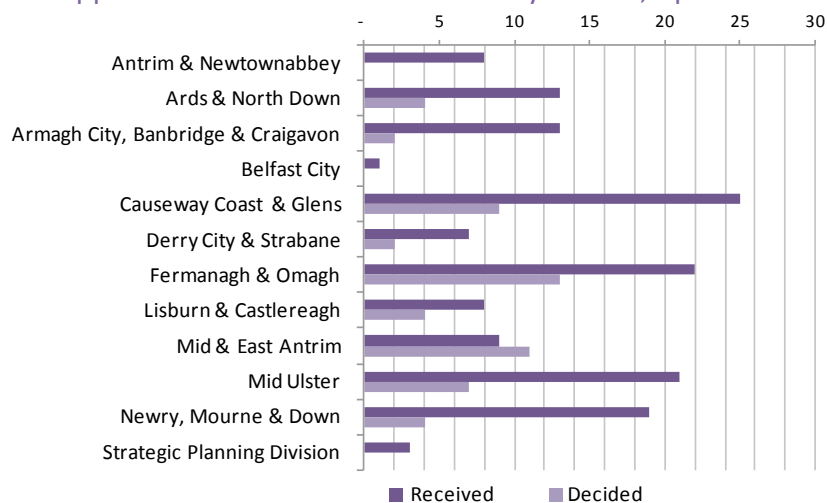 - 5 10 15 20 25 30
Antrim & Newtownabbey
Ards & North Down
Armagh City, Banbridge & Craigavon
Belfast City
Causeway Coast & Glens
Derry City & Strabane
Fermanagh & Omagh
Lisburn & Castlereagh
Mid & East Antrim
Mid Ulster
Newry, Mourne & Down
Strategic Planning Division
Received Decided